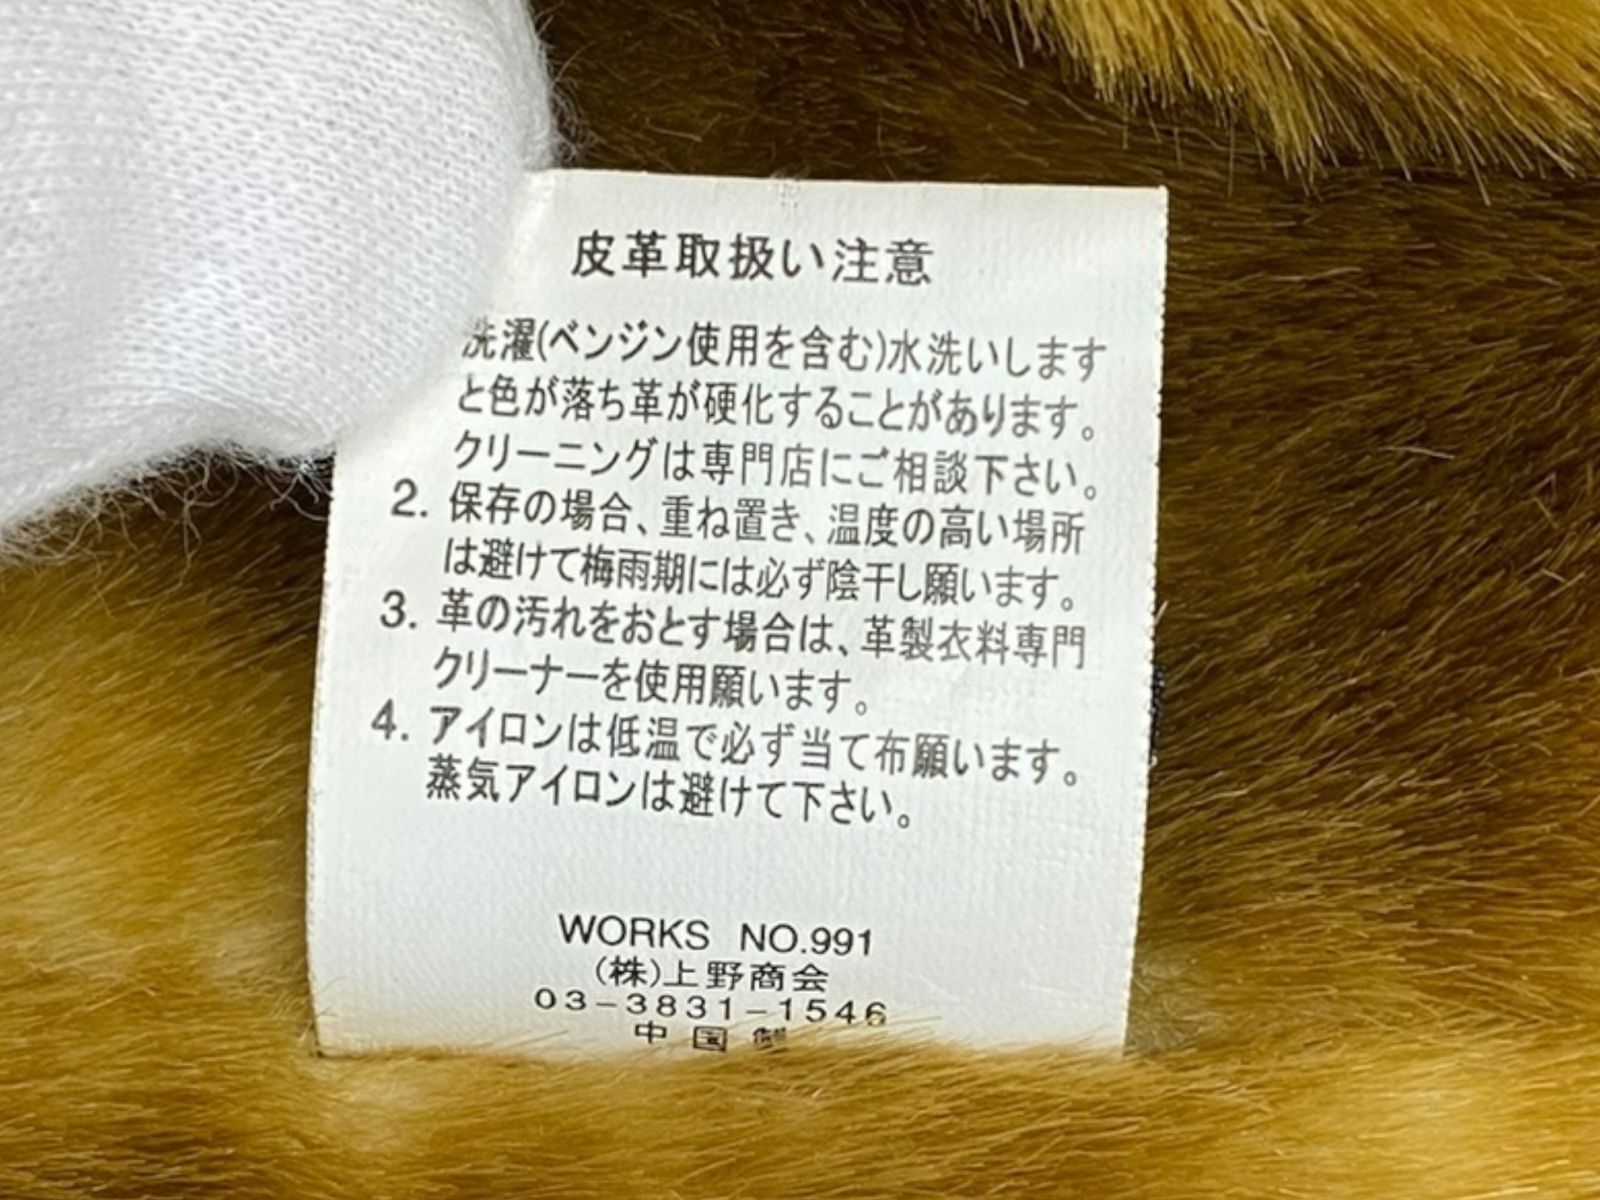 皮革取扱い注意
洗濯(ベンジン使用を含む)水洗いします
と色が落ち革が硬化することがあります。
クリーニングは専門店にご相談下さい。
2. 保存の場合、重ね置き、温度の高い場所
は避けて梅雨期には必ず陰干し願います。
3. 革の汚れをおとす場合は、革製衣料専門
クリーナーを使用願います。
4. アイロンは低温で必ず当て布願います。
蒸気アイロンは避けて下さい。
WORKS NO.991
(株)上野商会
03-3831-1546
中国製